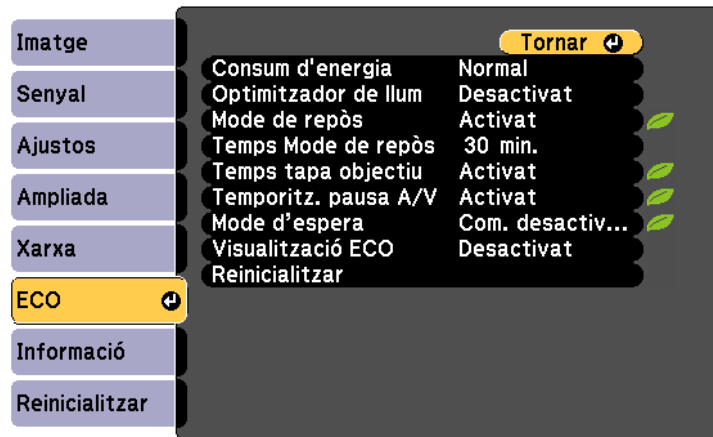 Imatge
Senyal
Ajustos
Ampliada
Xarxa
ECO
Informació
Reinicialitzar
Tornar
Consum d'energia Normal
Optimitzador de llum Desactivat
Mode de repòs Activat
Temps Mode de repòs 30 min.
Temps tapa objectiu Activat
Temporitz. pausa A/V Activat
Mode d’espera Com. desactiv...
Visualització ECO Desactivat
Reinicialitzar